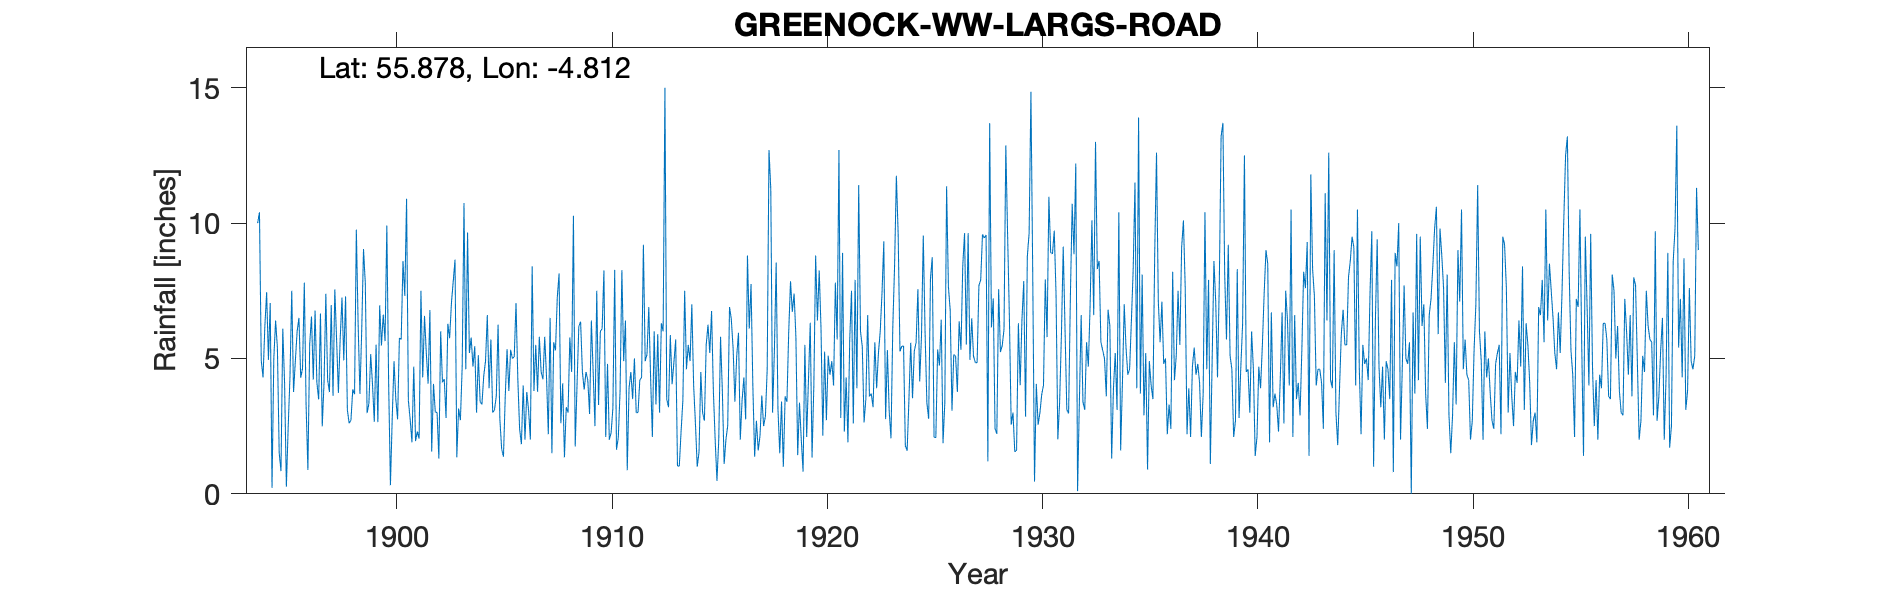 GREENOCK-WW-LARGS-ROAD
Lat: 55.878, Lon: -4.812
15
10
5
0
Rainfall [inches]
1900 1910 1920 1930 1940 1950 1960
Year